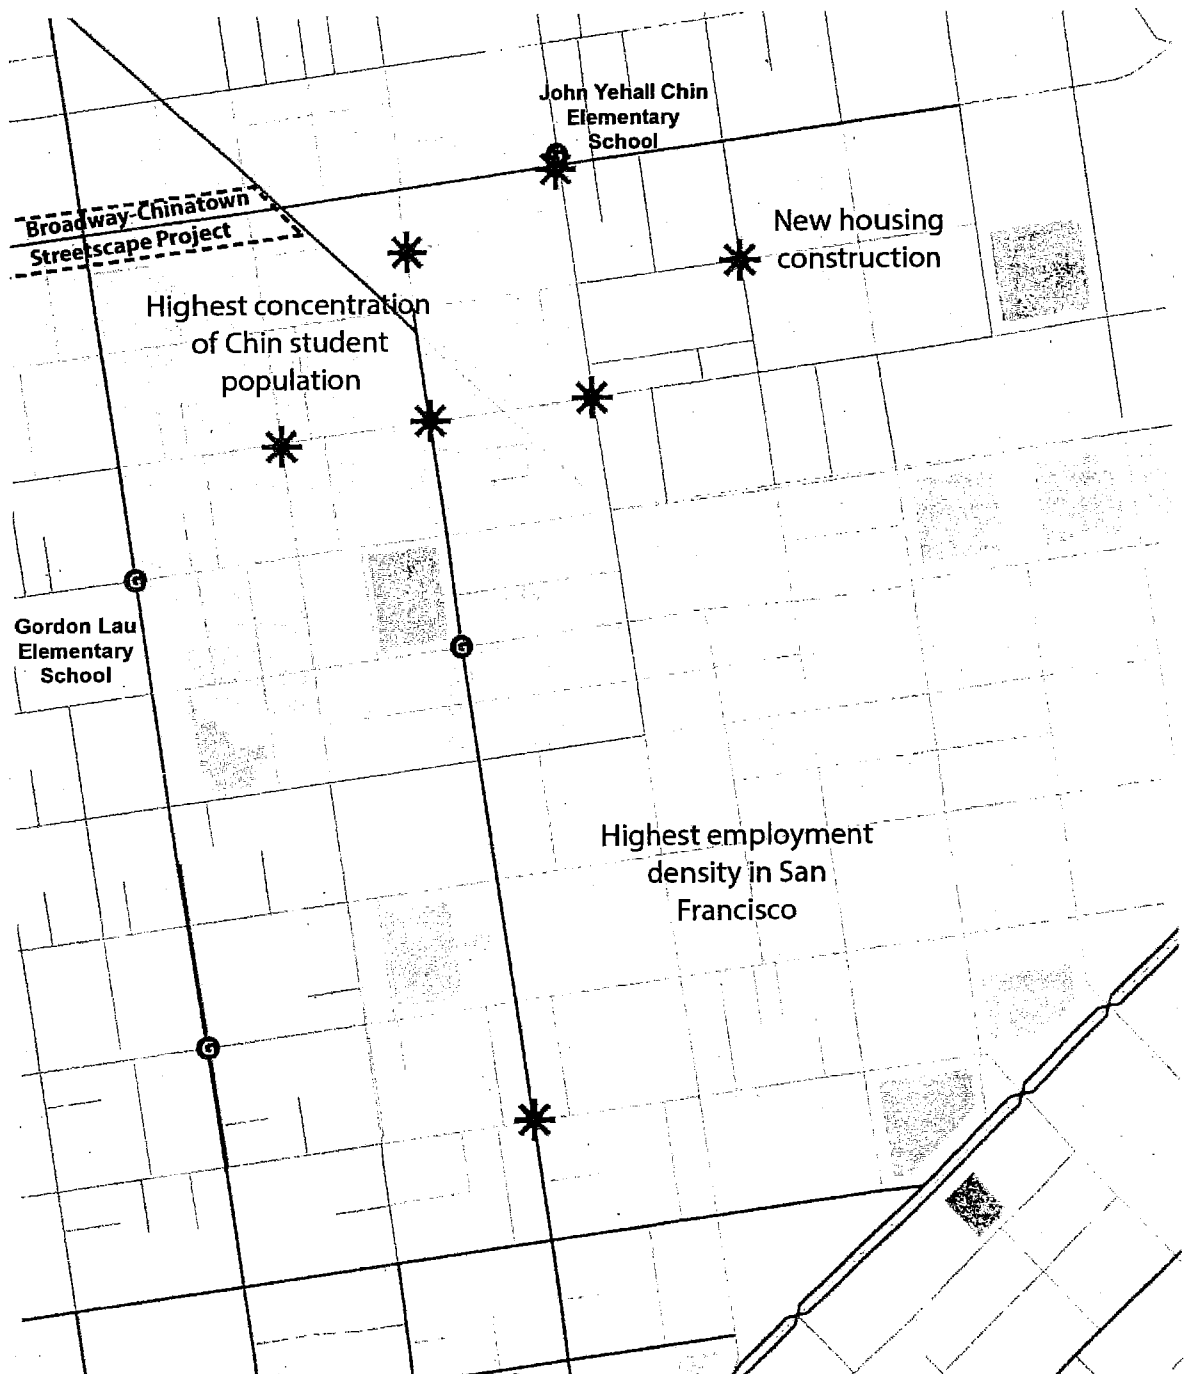 John Yehall Chin
Elementary
School
Broadway-Chinatown
Streetscape Project
New housing
construction
Highest concentration
of Chin student
population
G
Gordon Lau
Elementary
School
G
Highest employment
density in San
Francisco
G